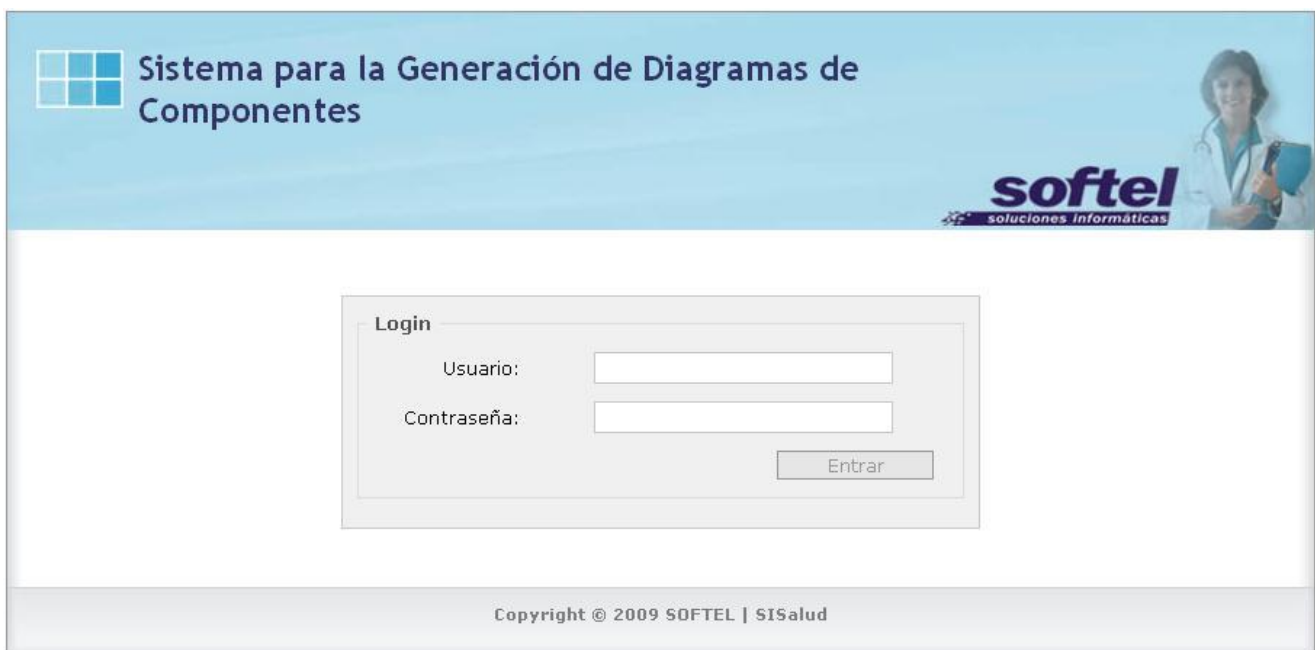 Sistema para la Generación de Diagramas de
Componentes
softel
soluciones informáticas
Login
Usuario:
Contraseña:
Entrar
Copyright © 2009 SOFTEL | SISalud